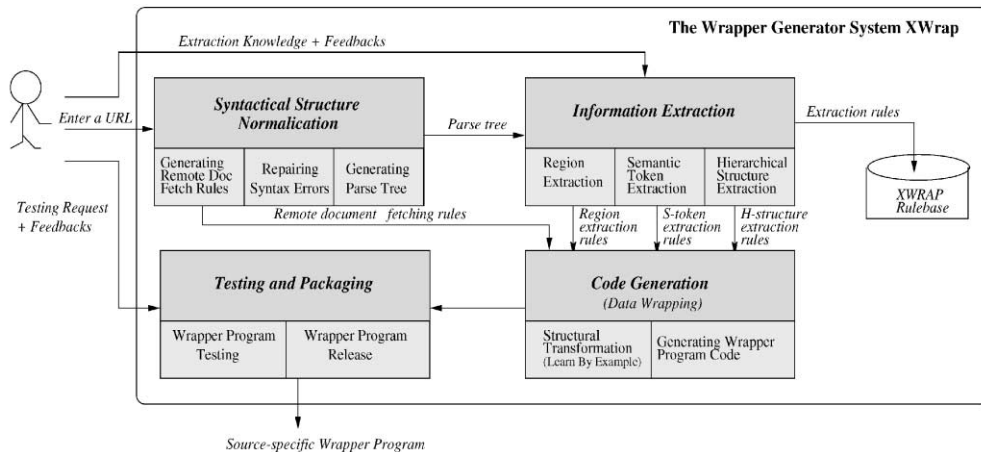 The Wrapper Generator System XWrap
Extraction Knowledge + Feedbacks
Enter a URL
Syntactical Structure
Normalication
Generating
Remote Doc
Fetch Rules
Repairing
Syntax Errors
Generating
Parse Tree
Parse tree
Information Extraction
Region
Extraction
Semantic
Token
Extraction
Hierarchical
Structure
Extraction
Extraction rules
XWRAP
Rulebase
Testing Request
+ Feedbacks
Remote document fetching rules
Region
extraction
rules
S-token
extraction
rules
H-structure
extraction
rules
Testing and Packaging
Wrapper Program
Testing
Wrapper Program
Release
Code Generation
(Data Wrapping)
Structural
Transformation
(Learn By Example)
Generating Wrapper
Program Code
Source-specific Wrapper Program